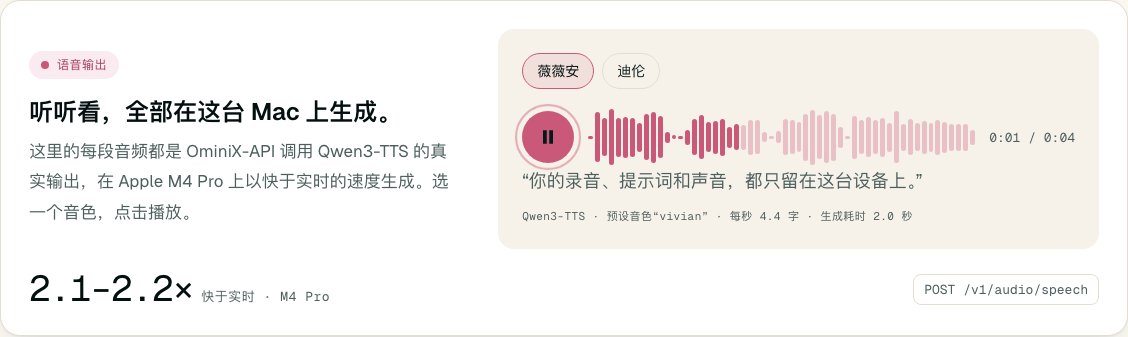 语音输出
听听看，全部在这台 Mac 上生成。
这里的每段音频都是 OminiX-API 调用 Qwen3-TTS 的真
实输出，在 Apple M4 Pro 上以快于实时的速度生成。选
一个音色，点击播放。
2.1–2.2× 快于实时 · M4 Pro
薇薇安 迪伦
0:01 / 0:04
“你的录音、提示词和声音，都只留在这台设备上。”
Qwen3-TTS · 预设音色“vivian” · 每秒 4.4 字 · 生成耗时 2.0 秒
POST /v1/audio/speech